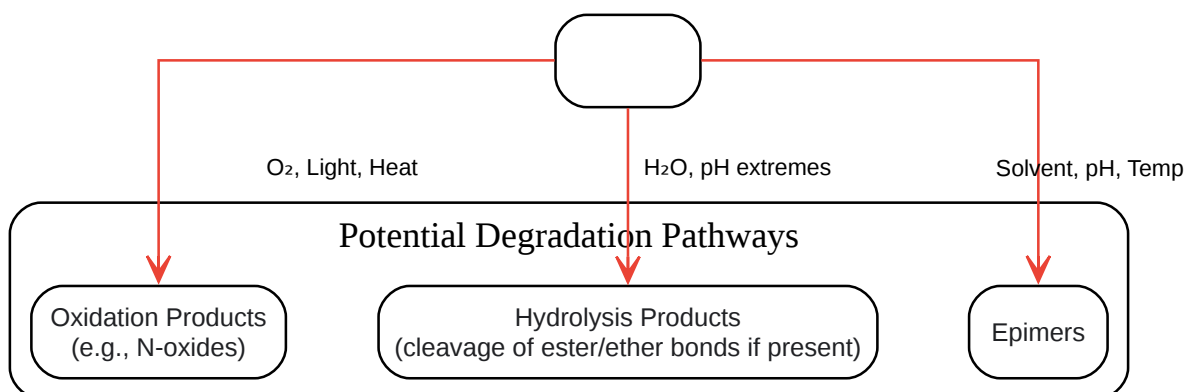 O₂, Light, Heat
H₂O, pH extremes
Solvent, pH, Temp
Potential Degradation Pathways
Oxidation Products
(e.g., N-oxides)
Hydrolysis Products
(cleavage of ester/ether bonds if present)
Epimers